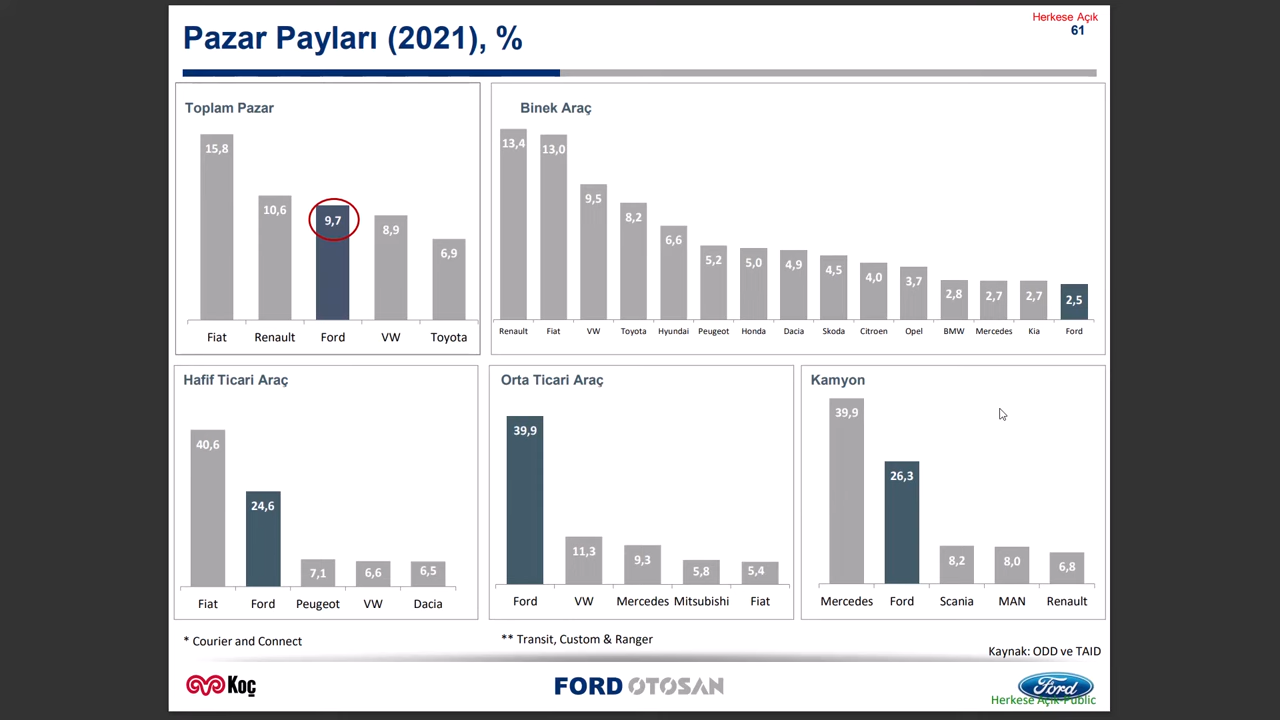 Herkese Açık
61
Pazar Payları (2021), %
Toplam Pazar
15,8
10,6
9,7
8,9
6,9
Fiat Renault Ford VW Toyota
Binek Araç
13,4
13,0
9,5
8,2
6,6
5,2
5,0
4,9
4,5
4,0
3,7
2,8
2,7
2,7
2,5
Renault Fiat VW Toyota Hyundai Peugeot Honda Dacia Skoda Citroen Opel BMW Mercedes Kia Ford
Hafif Ticari Araç
40,6
24,6
7,1
6,6
6,5
Fiat Ford Peugeot VW Dacia
Orta Ticari Araç
39,9
11,3
9,3
5,8
5,4
Ford VW Mercedes Mitsubishi Fiat
Kamyon
39,9
26,3
8,2
8,0
6,8
Mercedes Ford Scania MAN Renault
* Courier and Connect
** Transit, Custom & Ranger
Kaynak: ODD ve TAID
Koç
FORD OTOSAN
Ford
Herkese Açık-Public